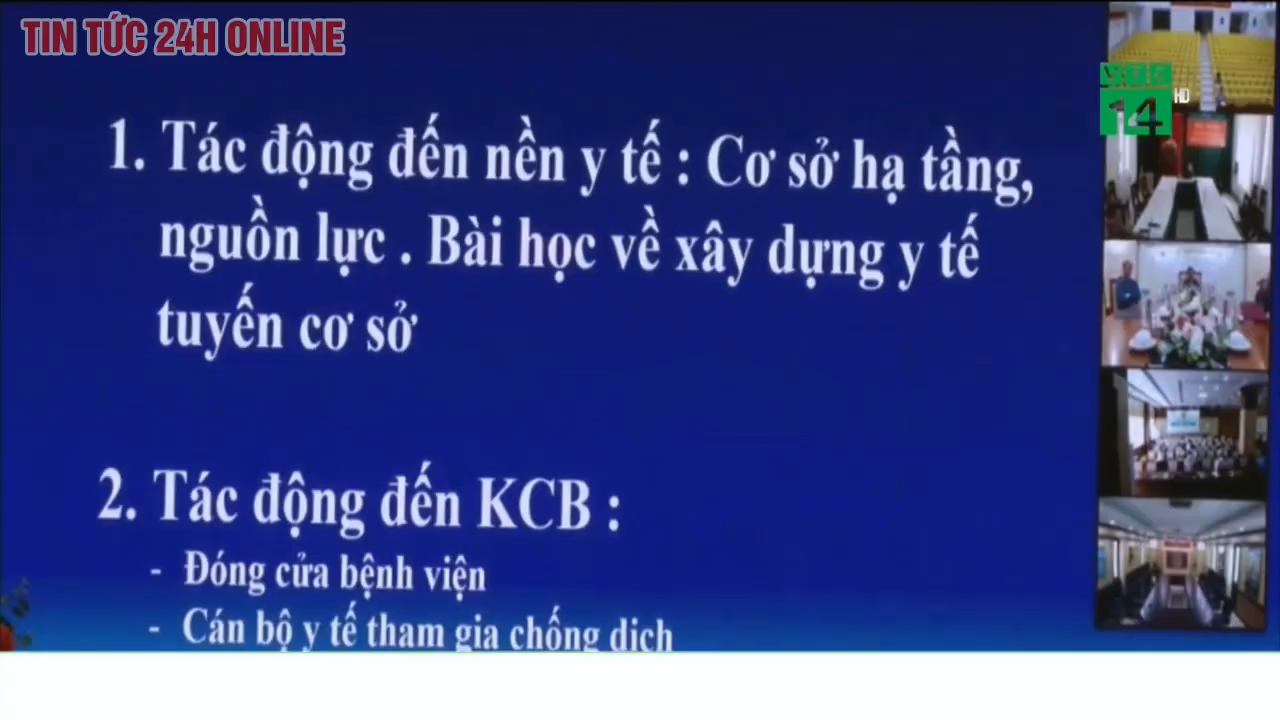 TIN TỨC 24H ONLINE
VTC
14
HD
1. Tác động đến nền y tế : Cơ sở hạ tầng,
nguồn lực . Bài học về xây dựng y tế
tuyến cơ sở
2. Tác động đến KCB :
- Đóng cửa bệnh viện
- Cán bộ y tế tham gia chống dịch